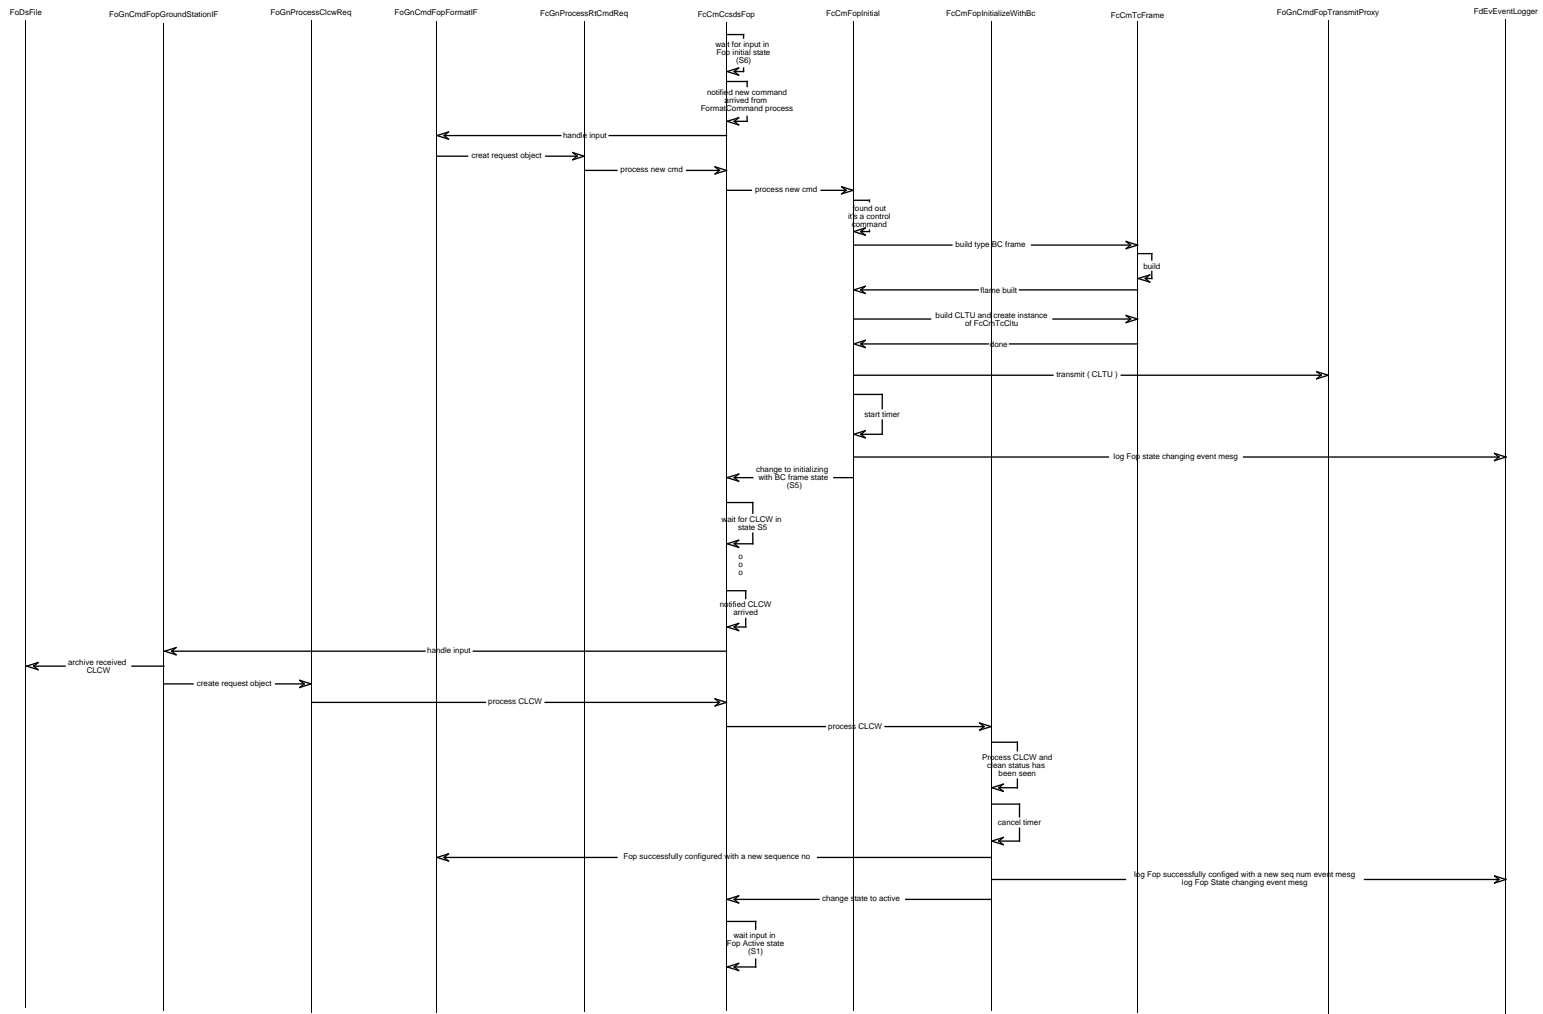 FoDsFile
FoGnCmdFopGroundStationIF
FoGnProcessClcwReq
FoGnCmdFopFormatIF
FcGnProcessRtCmdReq
FcCmCcsdsFop
FcCmFopInitial
FcCmFopInitializeWithBc
FcCmTcFrame
FoGnCmdFopTransmitProxy
FdEvEventLogger
wait for input in
Fop initial state
(S6)
notified new command
arrived from
FormatCommand process
handle input
creat request object
process new cmd
process new cmd
found out
it's a control
command
build type BC frame
build
flame built
build CLTU and create instance
of FcCmTcCltu
done
transmit ( CLTU )
start timer
log Fop state changing event mesg
change to initializing
with BC frame state
(S5)
wait for CLCW in
state S5
o
o
o
notified CLCW
arrived
handle input
archive received
CLCW
create request object
process CLCW
process CLCW
Process CLCW and
clean status has
been seen
cancel timer
Fop successfully configured with a new sequence no
log Fop successfully configed with a new seq num event mesg
log Fop State changing event mesg
change state to active
wait input in
Fop Active state
(S1)